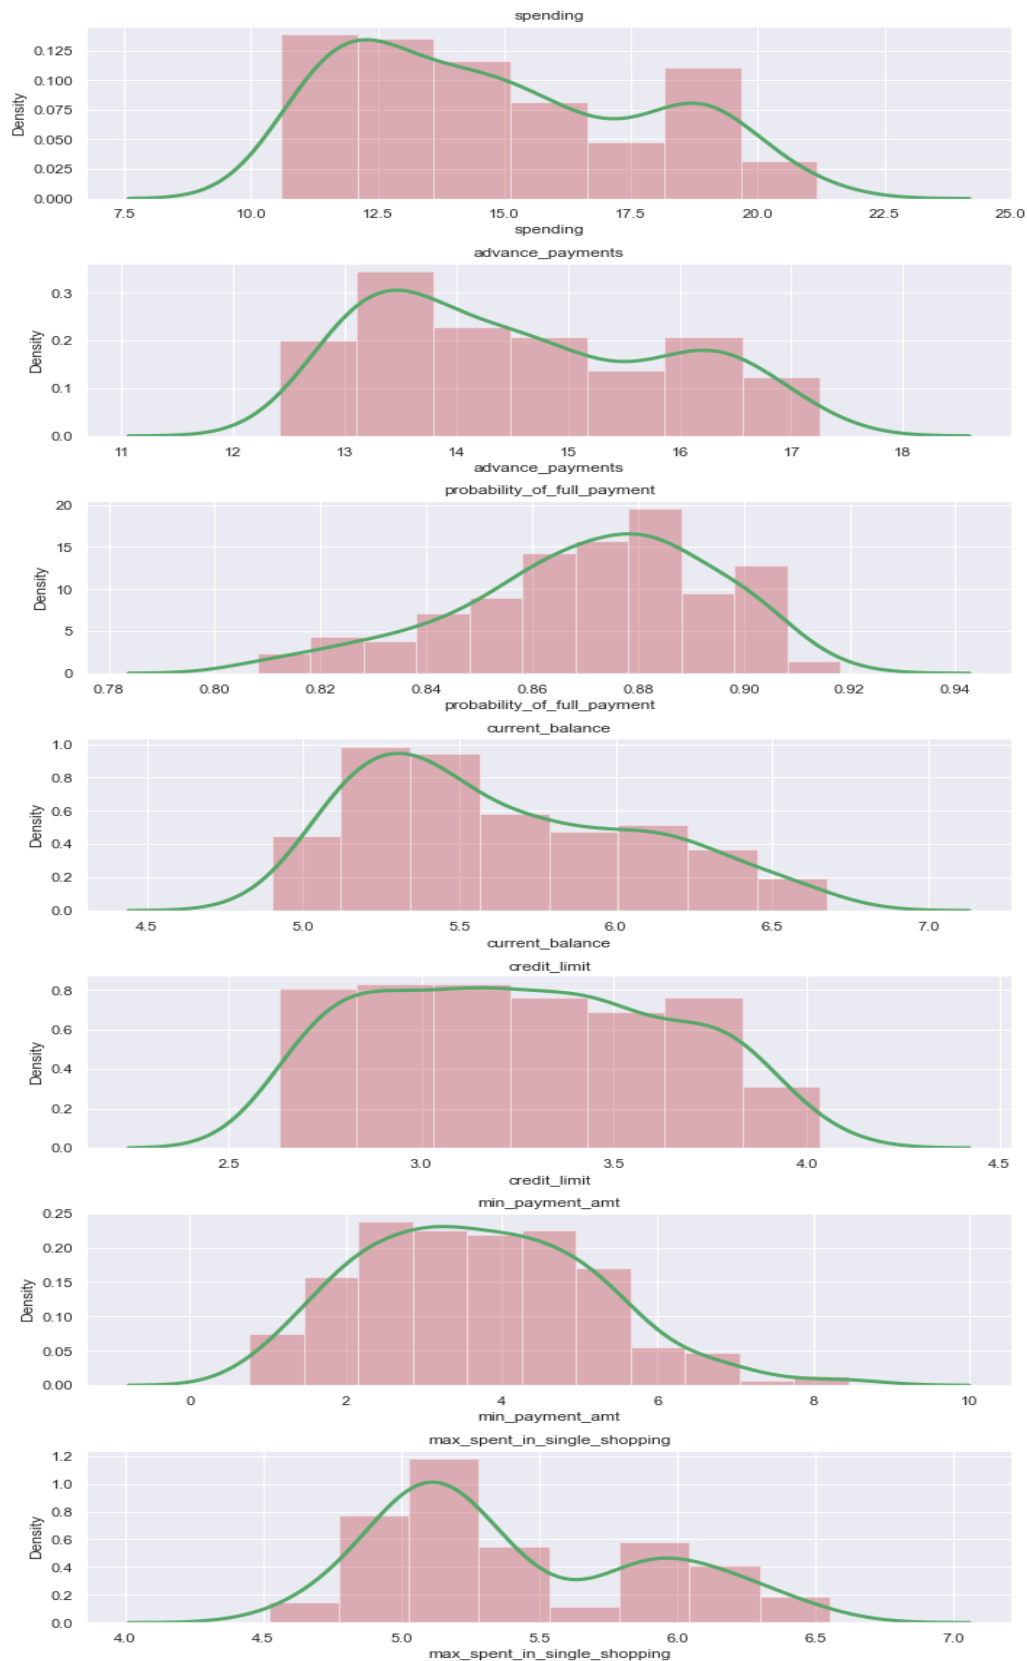 spending
0.125
0.100
0.075
0.050
0.025
0.000
Density
7.5 10.0 12.5 15.0 17.5 20.0 22.5 25.0
spending
advance_payments
0.3
0.2
0.1
0.0
Density
11 12 13 14 15 16 17 18
advance_payments
probability_of_full_payment
20
15
10
5
0
Density
0.78 0.80 0.82 0.84 0.86 0.88 0.90 0.92 0.94
probability_of_full_payment
current_balance
1.0
0.8
0.6
0.4
0.2
0.0
Density
4.5 5.0 5.5 6.0 6.5 7.0
current_balance
credit_limit
0.8
0.6
0.4
0.2
0.0
Density
2.5 3.0 3.5 4.0 4.5
credit_limit
min_payment_amt
0.25
0.20
0.15
0.10
0.05
0.00
Density
0 2 4 6 8 10
min_payment_amt
max_spent_in_single_shopping
1.2
1.0
0.8
0.6
0.4
0.2
0.0
Density
4.0 4.5 5.0 5.5 6.0 6.5 7.0
max_spent_in_single_shopping